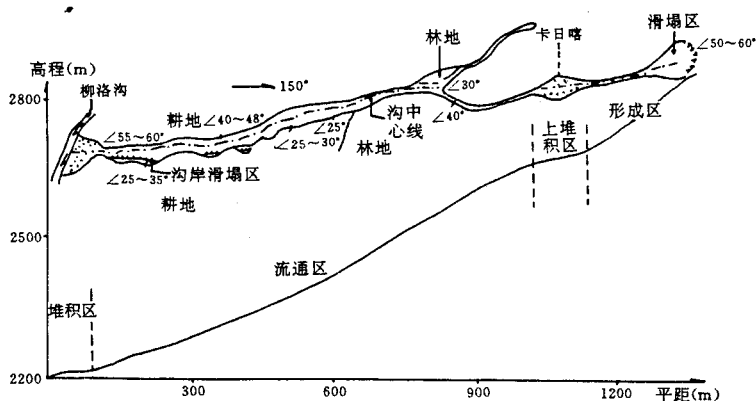 滑塌区
∠50～60°
卡日嘻
林地
高程(m)
柳洛沟
150°
∠30°
2800
耕地
∠40～48°
∠55～60°
沟中
心线
∠40°
形成区
∠25°
∠25～30°
林地
上堆
积区
∠25～35°
沟岸滑塌区
耕地
2500
流通区
堆积区
2200
300
600
900
1200
平距(m)